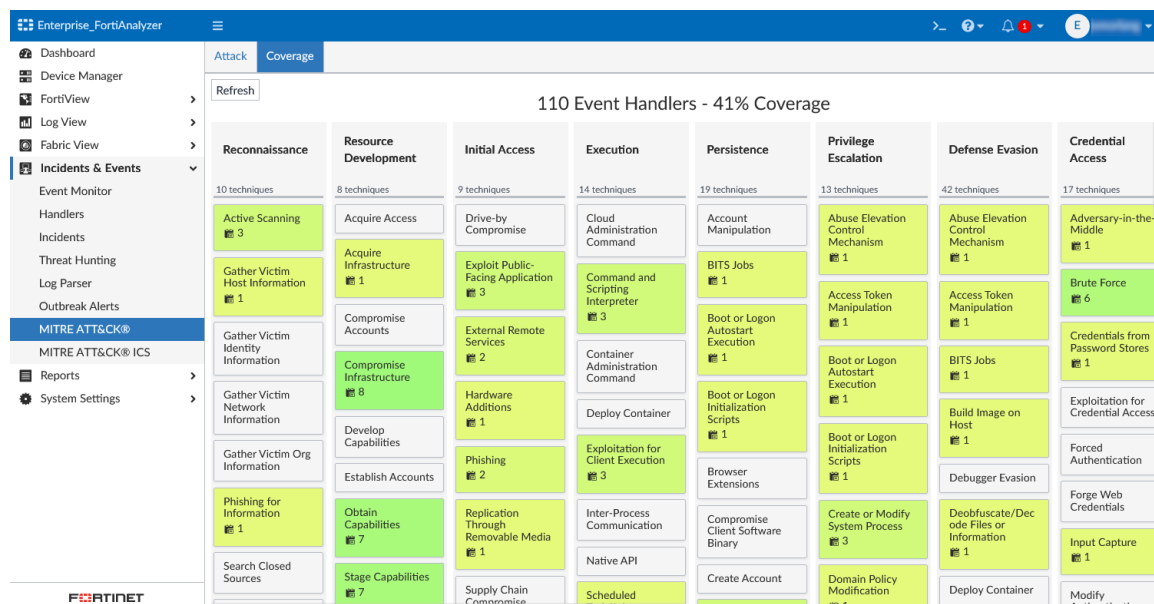 Enterprise_FortiAnalyzer
1
E
Dashboard
Device Manager
FortiView
Log View
Fabric View
Incidents & Events
Event Monitor
Handlers
Incidents
Threat Hunting
Log Parser
Outbreak Alerts
MITRE ATT&CK®
MITRE ATT&CK® ICS
Reports
System Settings
FORTINET
Attack
Coverage
Refresh
110 Event Handlers - 41% Coverage
Reconnaissance
10 techniques
Active Scanning
3
Gather Victim
Host Information
1
Gather Victim
Identity
Information
Gather Victim
Network
Information
Gather Victim Org
Information
Phishing for
Information
1
Search Closed
Sources
Resource
Development
8 techniques
Acquire Access
Acquire
Infrastructure
1
Compromise
Accounts
Compromise
Infrastructure
8
Develop
Capabilities
Establish Accounts
Obtain
Capabilities
7
Stage Capabilities
7
Initial Access
9 techniques
Drive-by
Compromise
Exploit Public-
Facing Application
3
External Remote
Services
2
Hardware
Additions
1
Phishing
2
Replication
Through
Removable Media
1
Supply Chain
Compromise
Execution
14 techniques
Cloud
Administration
Command
Command and
Scripting
Interpreter
3
Container
Administration
Command
Deploy Container
Exploitation for
Client Execution
3
Inter-Process
Communication
Native API
Scheduled
Persistence
19 techniques
Account
Manipulation
BITS Jobs
1
Boot or Logon
Autostart
Execution
1
Boot or Logon
Initialization
Scripts
1
Browser
Extensions
Compromise
Client Software
Binary
Create Account
Privilege
Escalation
13 techniques
Abuse Elevation
Control
Mechanism
1
Access Token
Manipulation
1
Boot or Logon
Autostart
Execution
1
Boot or Logon
Initialization
Scripts
1
Create or Modify
System Process
3
Domain Policy
Modification
Defense Evasion
42 techniques
Abuse Elevation
Control
Mechanism
1
Access Token
Manipulation
1
BITS Jobs
1
Build Image on
Host
1
Debugger Evasion
Deobfuscate/Dec
ode Files or
Information
1
Deploy Container
Credential
Access
17 techniques
Adversary-in-the-
Middle
1
Brute Force
6
Credentials from
Password Stores
1
Exploitation for
Credential Access
Forced
Authentication
Forge Web
Credentials
Input Capture
1
Modify